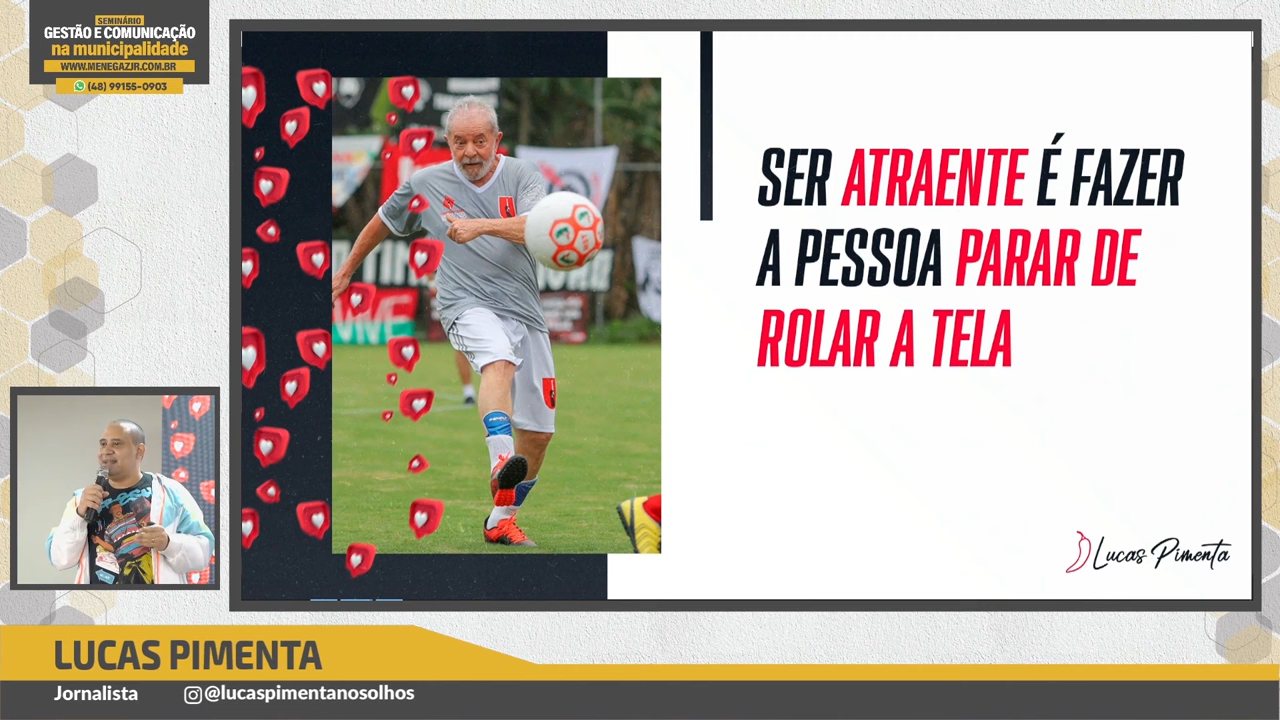 SEMINÁRIO
GESTÃO E COMUNICAÇÃO
na municipalidade
WWW.MENEGAZJR.COM.BR
(48) 99155-0903
SER ATRAENTE É FAZER
A PESSOA PARAR DE
ROLAR A TELA
Lucas Pimenta
LUCAS PIMENTA
Jornalista
@lucaspimentanosolhos